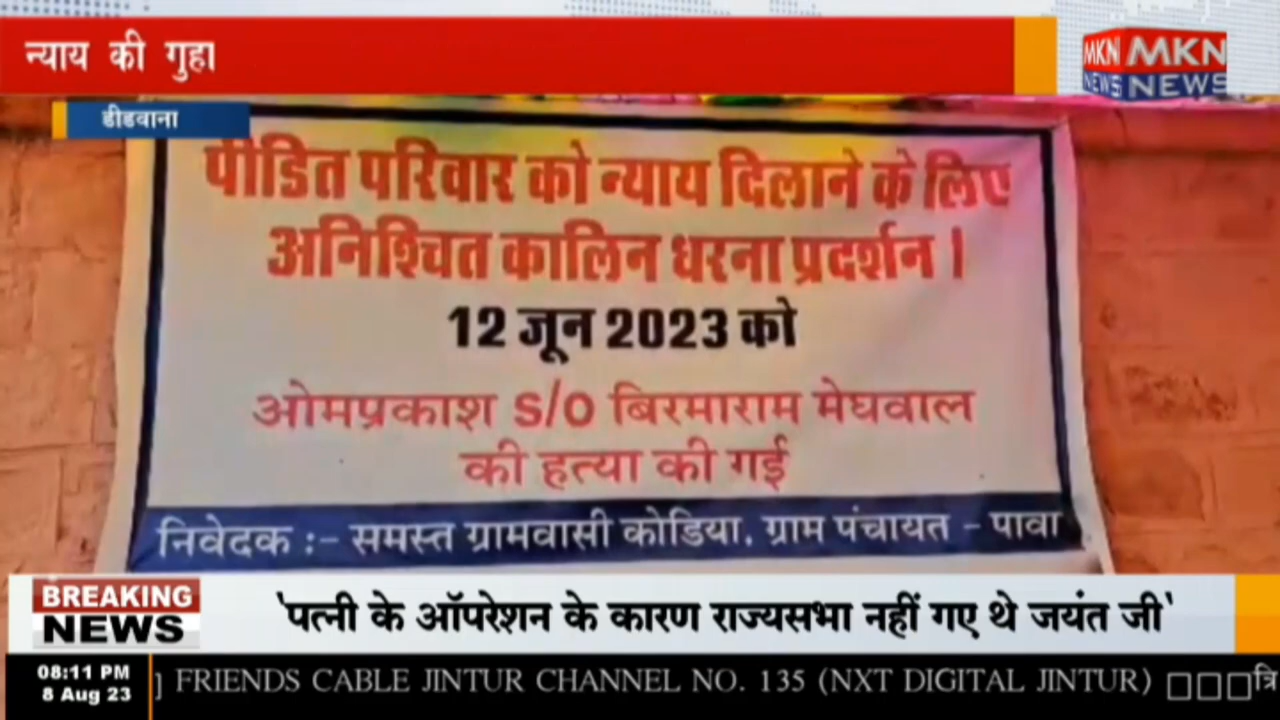 न्याय की गुहा
MKN MKN
NEWS NEWS
डीडवाना
पीडित परिवार को न्याय दिलाने के लिए
अनिश्चित कालिन धरना प्रदर्शन।
12 जून 2023 को
ओमप्रकाश S/O बिरमाराम मेघवाल
की हत्या की गई
निवेदक :- समस्त ग्रामवासी कोडिया, ग्राम पंचायत - पावा
BREAKING
NEWS
'पत्नी के ऑपरेशन के कारण राज्यसभा नहीं गए थे जयंत जी'
08:11 PM
8 Aug 23
] FRIENDS CABLE JINTUR CHANNEL NO. 135 (NXT DIGITAL JINTUR) □□□त्रि